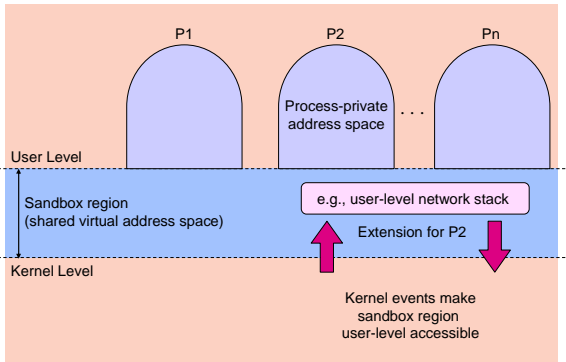 P1
P2
Pn
Process-private
address space
. . .
User Level
Sandbox region
(shared virtual address space)
e.g., user-level network stack
Extension for P2
Kernel Level
Kernel events make
sandbox region
user-level accessible